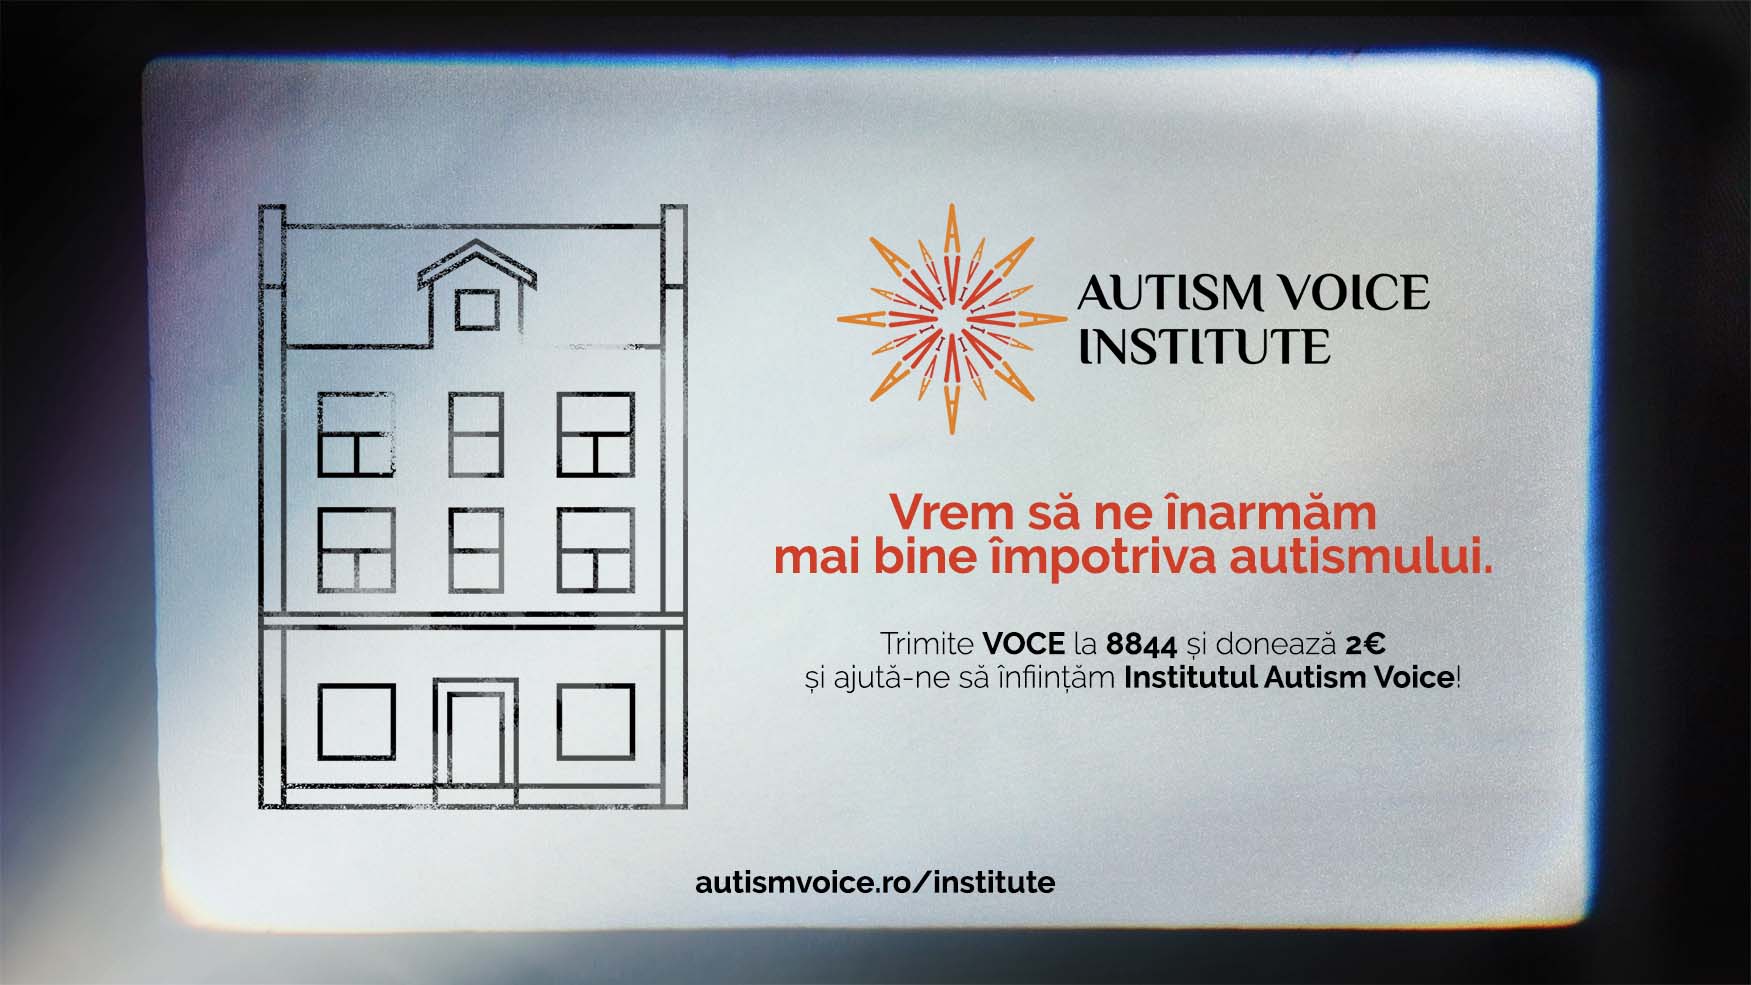 AUTISM VOICE
INSTITUTE
Vrem să ne înarmăm
mai bine împotriva autismului.
Trimite VOCE la 8844 și donează 2€
și ajută-ne să înființăm Institutul Autism Voice!
autismvoice.ro/institute